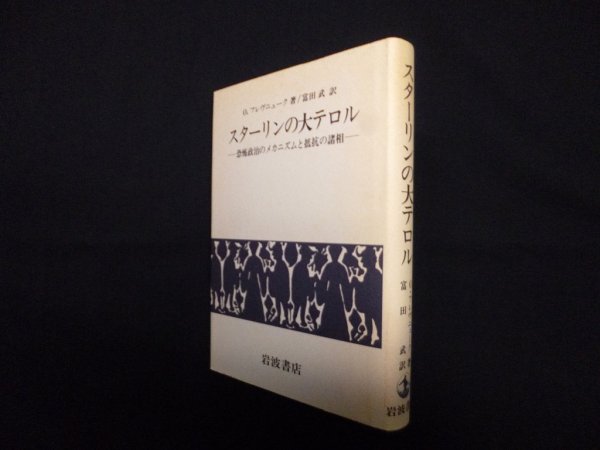 O.フレヴニューク 著/富田 武 訳
スターリンの大テロル
―恐怖政治のメカニズムと抵抗の諸相―
岩波書店
スターリンの大テロル
富田 武訳
岩波